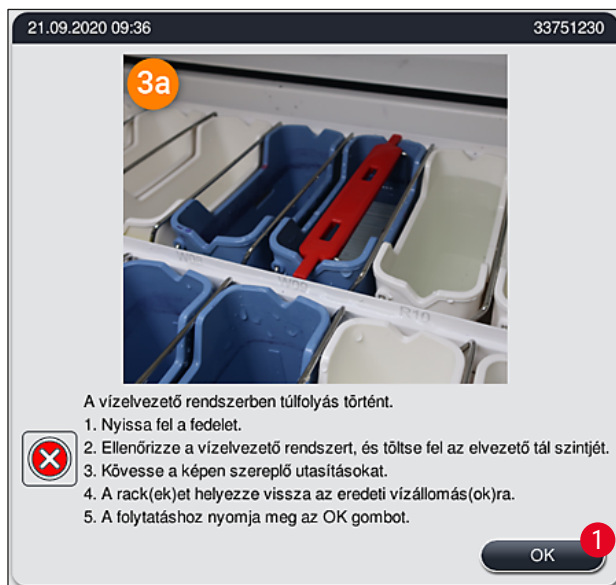 21.09.2020 09:36 33751230
3a
W99
R10
A vízelvezető rendszerben túlfolyás történt.
1. Nyissa fel a fedelet.
2. Ellenőrizze a vízelvezető rendszert, és töltse fel az elvezető tál szintjét.
3. Kövesse a képen szereplő utasításokat.
4. A rack(ek)et helyezze vissza az eredeti vízállomás(ok)ra.
5. A folytatáshoz nyomja meg az OK gombot.
OK 1